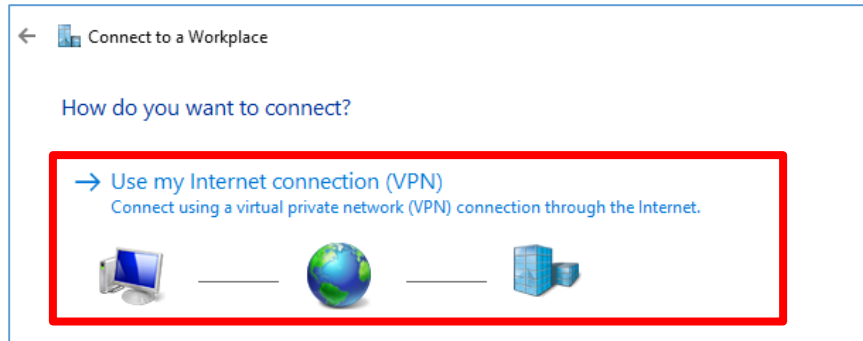 Connect to a Workplace
How do you want to connect?
Use my Internet connection (VPN)
Connect using a virtual private network (VPN) connection through the Internet.